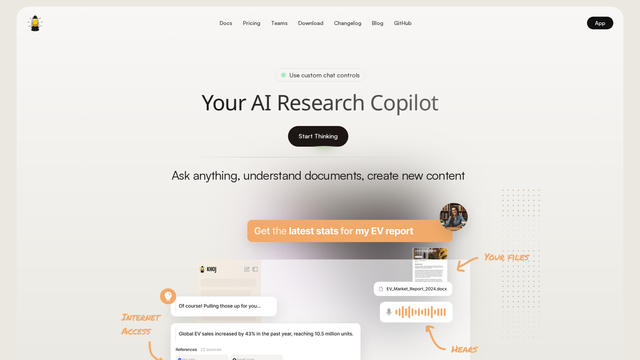 Docs Pricing Teams Download Changelog Blog GitHub App
Use custom chat controls
Your AI Research Copilot
Start Thinking
Ask anything, understand documents, create new content
Get the latest stats for my EV report
Your files
KHOJ
EV_Market_Report_2024.docx
Of course! Pulling those up for you...
Internet
Access
Global EV sales increased by 43% in the past year, reaching 10.5 million units.
References
Hears